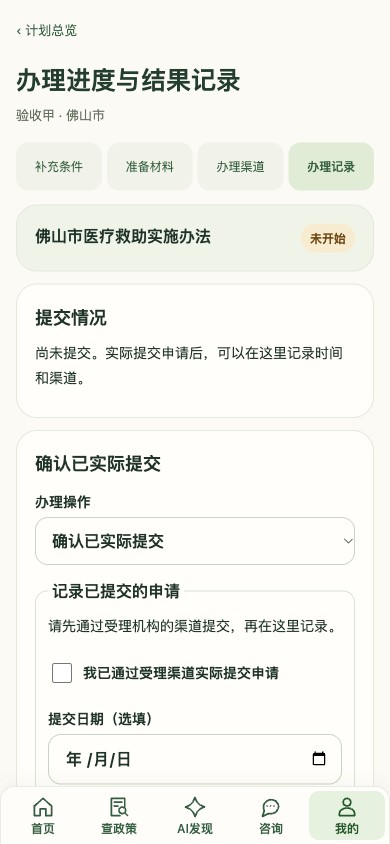 ‹ 计划总览
办理进度与结果记录
验收甲 · 佛山市
补充条件
准备材料
办理渠道
办理记录
佛山市医疗救助实施办法
未开始
提交情况
尚未提交。实际提交申请后，可以在这里记录时间
和渠道。
确认已实际提交
办理操作
确认已实际提交
记录已提交的申请
请先通过受理机构的渠道提交，再在这里记录。
我已通过受理渠道实际提交申请
提交日期（选填）
年 /月/日
首页
查政策
AI发现
咨询
我的